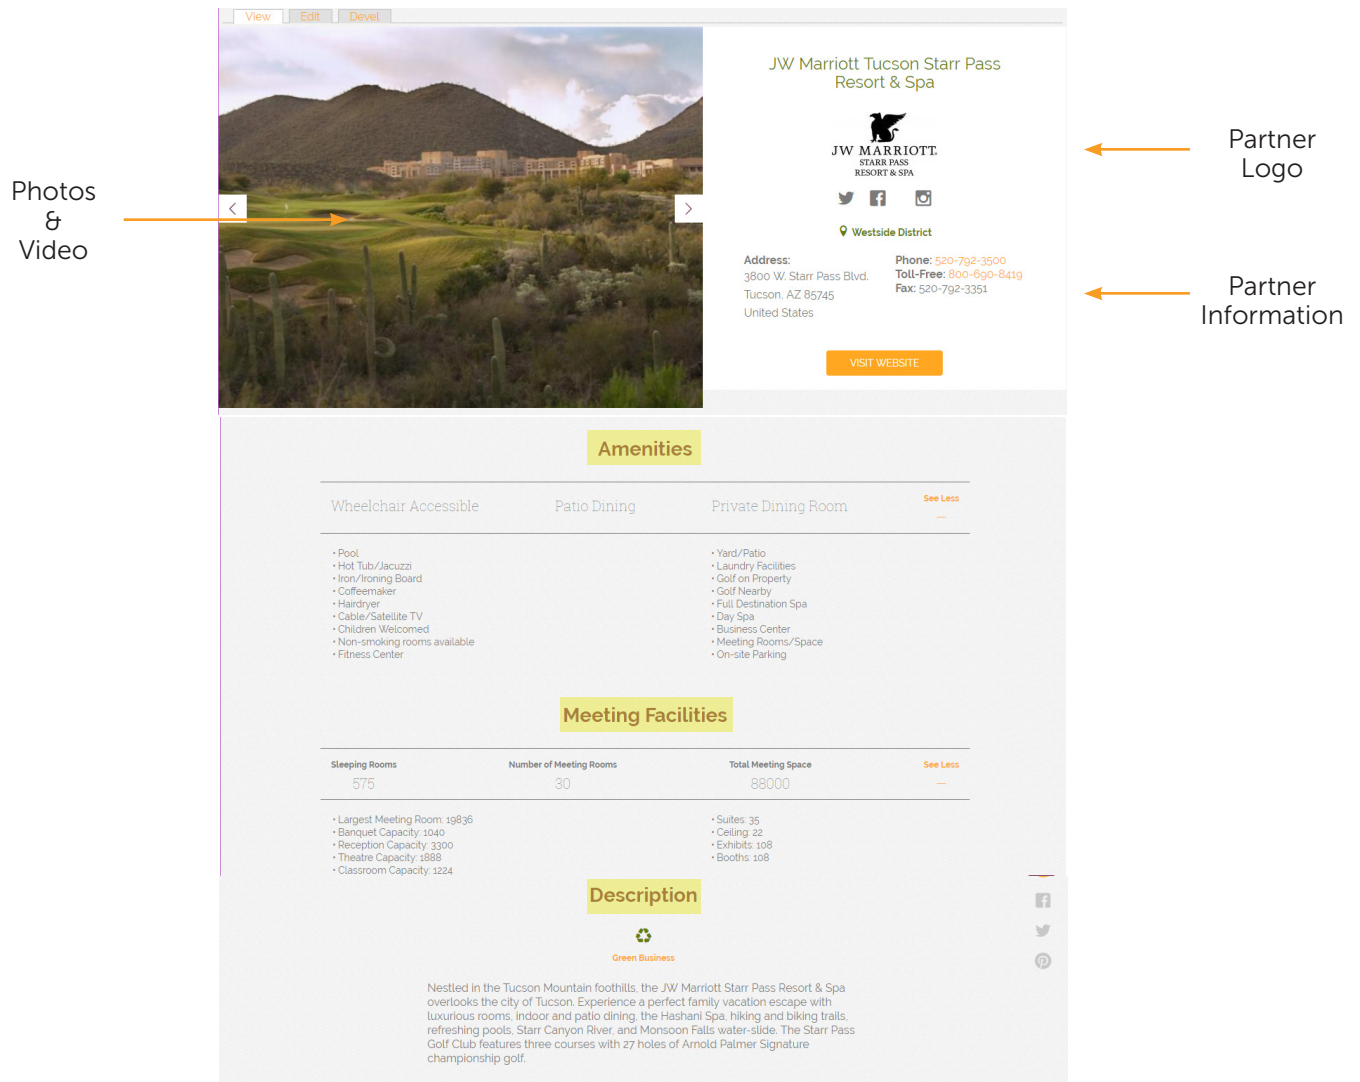 View
Edit
Devel
JW Marriott Tucson Starr Pass
Resort & Spa
JW MARRIOTT.
STARR PASS
RESORT & SPA
Partner
Logo
Photos
&
Video
Westside District
Address:
3800 W. Starr Pass Blvd.
Tucson, AZ 85745
United States
Phone: 520-792-3500
Toll-Free: 800-690-8419
Fax: 520-792-3351
Partner
Information
VISIT WEBSITE
Amenities
Wheelchair Accessible
Patio Dining
Private Dining Room
See Less
• Pool
• Hot Tub/Jacuzzi
• Iron/Ironing Board
• Coffeemaker
• Hairdryer
• Cable/Satellite TV
• Children Welcomed
• Non-smoking rooms available
• Fitness Center
• Yard/Patio
• Laundry Facilities
• Golf on Property
• Golf Nearby
• Full Destination Spa
• Day Spa
• Business Center
• Meeting Rooms/Space
• On-site Parking
Meeting Facilities
Sleeping Rooms
575
Number of Meeting Rooms
30
Total Meeting Space
88000
See Less
• Largest Meeting Room: 19836
• Banquet Capacity: 1040
• Reception Capacity: 3300
• Theatre Capacity: 1888
• Classroom Capacity: 1224
• Suites: 35
• Ceiling: 22
• Exhibits: 108
• Booths: 108
Description
Green Business
Nestled in the Tucson Mountain foothills, the JW Marriott Starr Pass Resort & Spa
overlooks the city of Tucson. Experience a perfect family vacation escape with
luxurious rooms, indoor and patio dining, the Hashani Spa, hiking and biking trails,
refreshing pools, Starr Canyon River, and Monsoon Falls water-slide. The Starr Pass
Golf Club features three courses with 27 holes of Arnold Palmer Signature
championship golf.